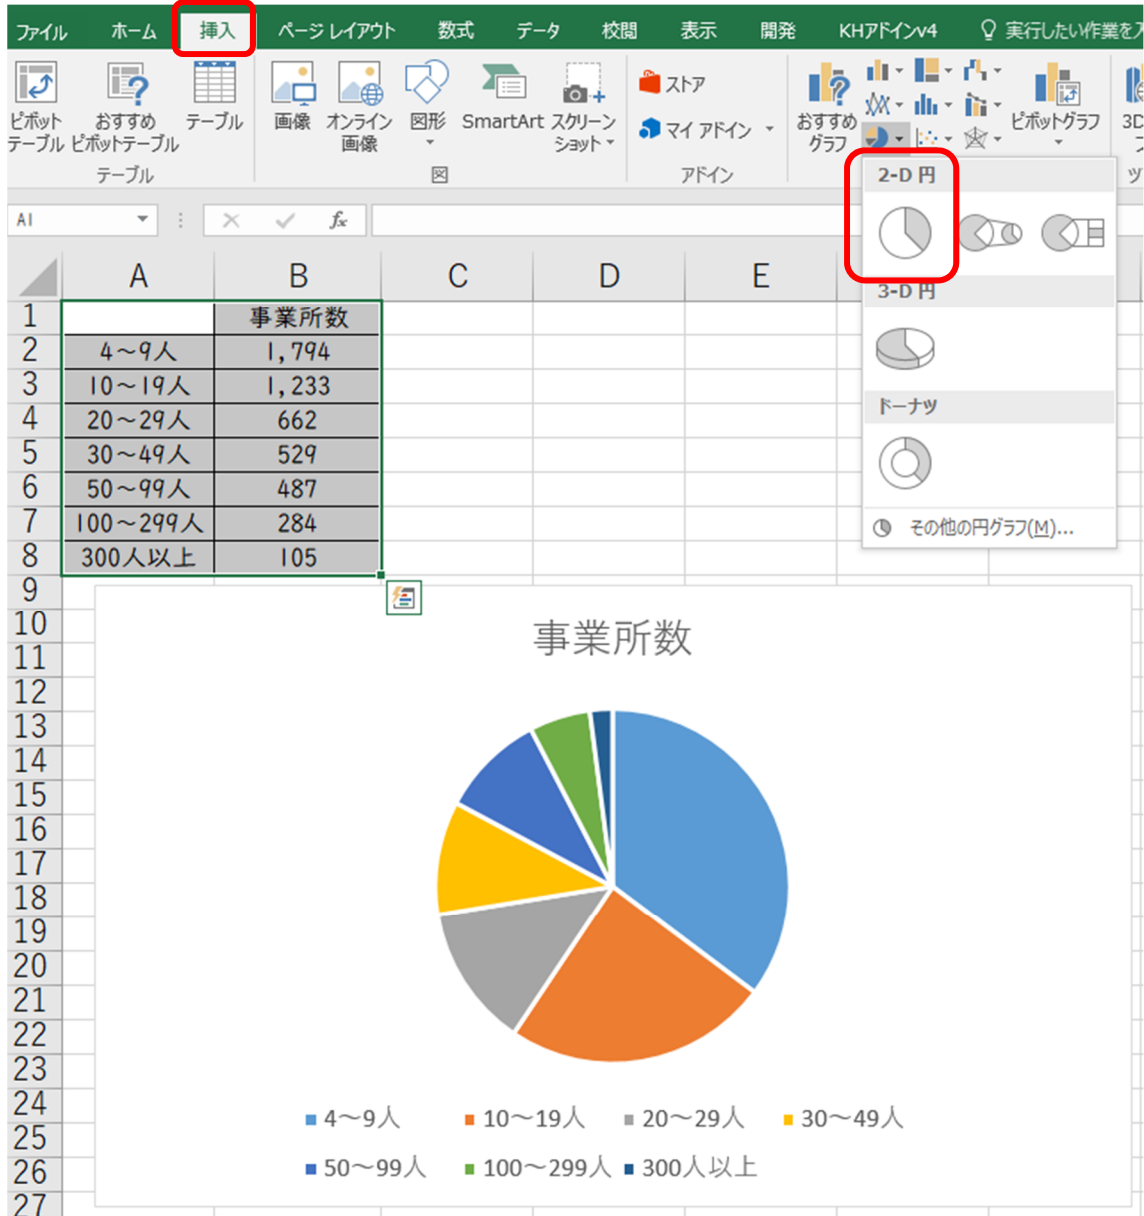 ファイル ホーム 挿入 ページ レイアウト 数式 データ 校閲 表示 開発 KHアドインv4 実行したい作業を入
ピボット
テーブル
おすすめ
ピボットテーブル
テーブル
画像
オンライン
画像
図形
SmartArt
スクリーン
ショット
ストア
マイ アドイン
おすすめ
グラフ
ピボットグラフ
3D
テーブル 図 アドイン ツ
A1 fx
2-D 円
3-D 円
ドーナツ
その他の円グラフ(M)...
A B C D E
1 事業所数
2 4～9人 1,794
3 10～19人 1,233
4 20～29人 662
5 30～49人 529
6 50～99人 487
7 100～299人 284
8 300人以上 105
9
10
11
12
13
14
15
16
17
18
19
20
21
22
23
24
25
26
27
事業所数
4～9人 10～19人 20～29人 30～49人
50～99人 100～299人 300人以上